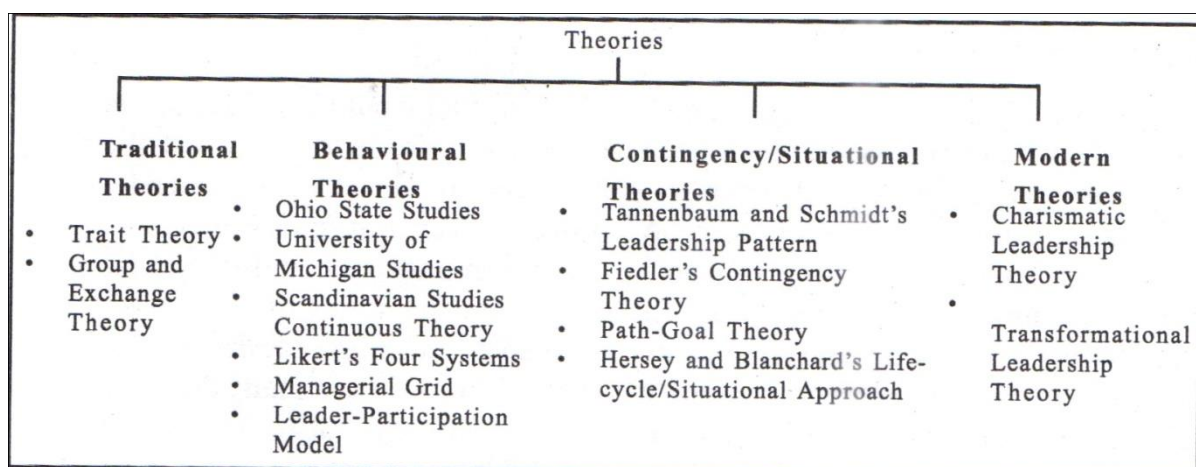 Theories
Traditional
Theories
• Trait Theory
• Group and
Exchange
Theory
Behavioural
Theories
• Ohio State Studies
• University of
Michigan Studies
• Scandinavian Studies
Continuous Theory
• Likert's Four Systems
• Managerial Grid
• Leader-Participation
Model
Contingency/Situational
Theories
• Tannenbaum and Schmidt's
Leadership Pattern
• Fiedler's Contingency
Theory
• Path-Goal Theory
• Hersey and Blanchard's Life-
cycle/Situational Approach
Modern
Theories
• Charismatic
Leadership
Theory
•
Transformational
Leadership
Theory